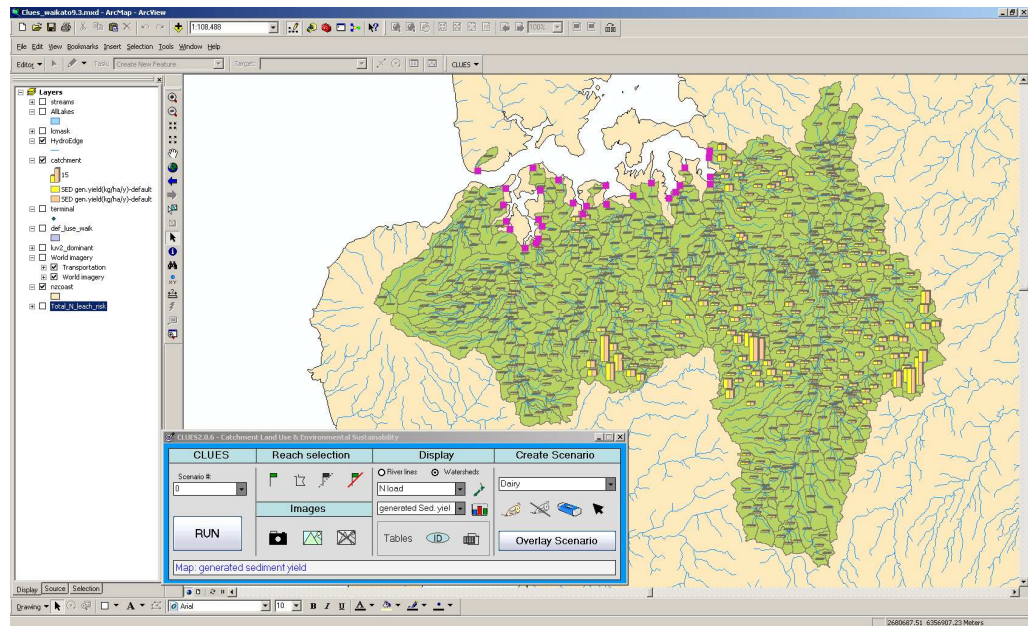 Clues_waikato9.3.mxd - ArcMap - ArcView
1:108,488
100%
File Edit View Bookmarks Insert Selection Tools Window Help
Editor Task: Create New Feature Target: CLUES
Layers
streams
AllLakes
lcmask
HydroEdge
catchment
15
SED gen. yield(kg/ha/y)-default
SED gen. yield(kg/ha/y)-default
terminal
def_luse_waik
luv2_dominant
World imagery
Transportation
World imagery
nzcoast
Total_N_leach_risk
CLUES2.0.6 - Catchment Land Use & Environmental Sustainability
CLUES Reach selection Display Create Scenario
Scenario #:
0
River lines Watersheds
N load
Dairy
Images
generated Sed. yiel
RUN
Tables ID
Overlay Scenario
Map: generated sediment yield
Display Source Selection
Drawing Arial 10 B I U A
2680687.51 6356907.23 Meters